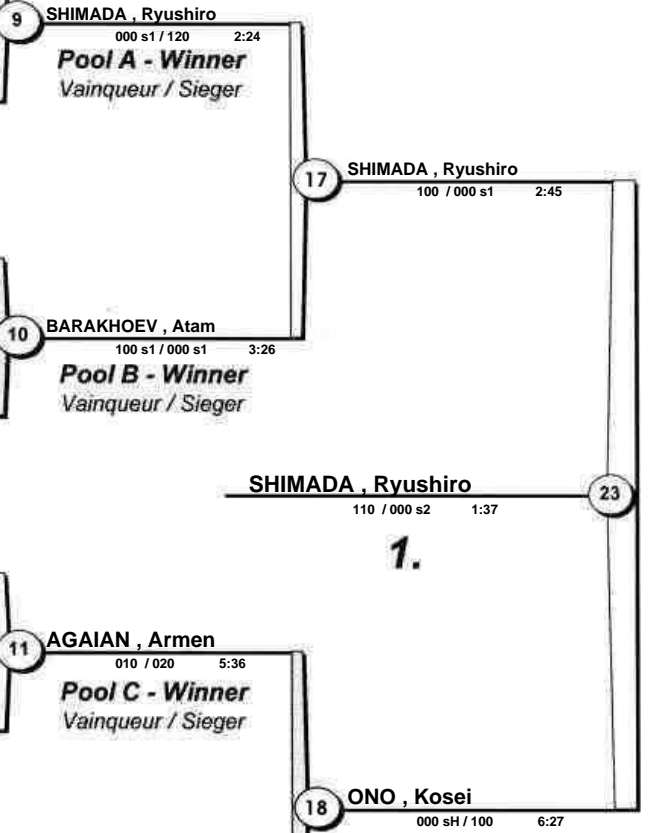 9 SHIMADA , Ryushiro
000 s1 / 120 2:24
Pool A - Winner
Vainqueur / Sieger
17 SHIMADA , Ryushiro
100 / 000 s1 2:45
10 BARAKHOEV , Atam
100 s1 / 000 s1 3:26
Pool B - Winner
Vainqueur / Sieger
SHIMADA , Ryushiro 23
110 / 000 s2 1:37
1.
11 AGAIAN , Armen
010 / 020 5:36
Pool C - Winner
Vainqueur / Sieger
18 ONO , Kosei
000 sH / 100 6:27